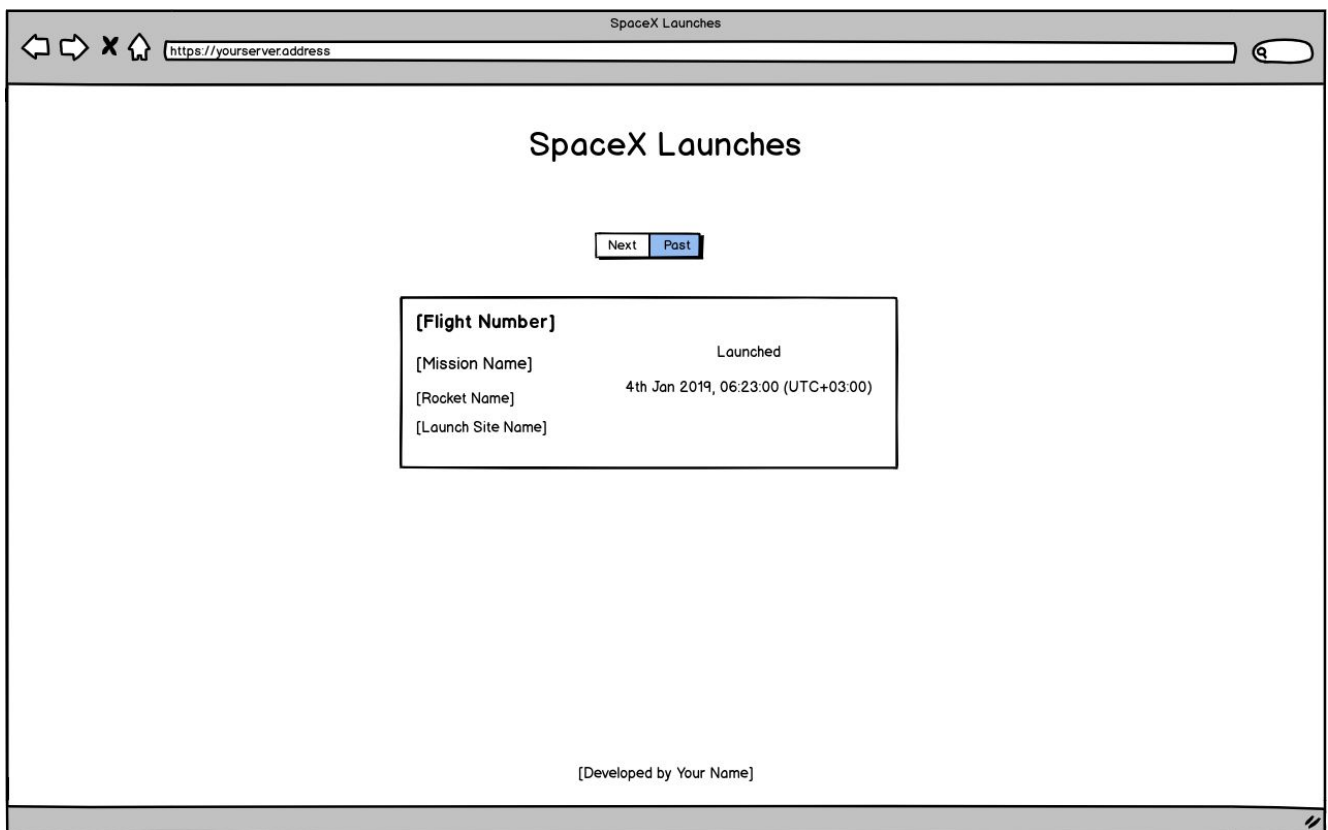 SpaceX Launches
https://yourserver.address
SpaceX Launches
Next Past
[Flight Number]
[Mission Name]
[Rocket Name]
[Launch Site Name]
Launched
4th Jan 2019, 06:23:00 (UTC+03:00)
[Developed by Your Name]